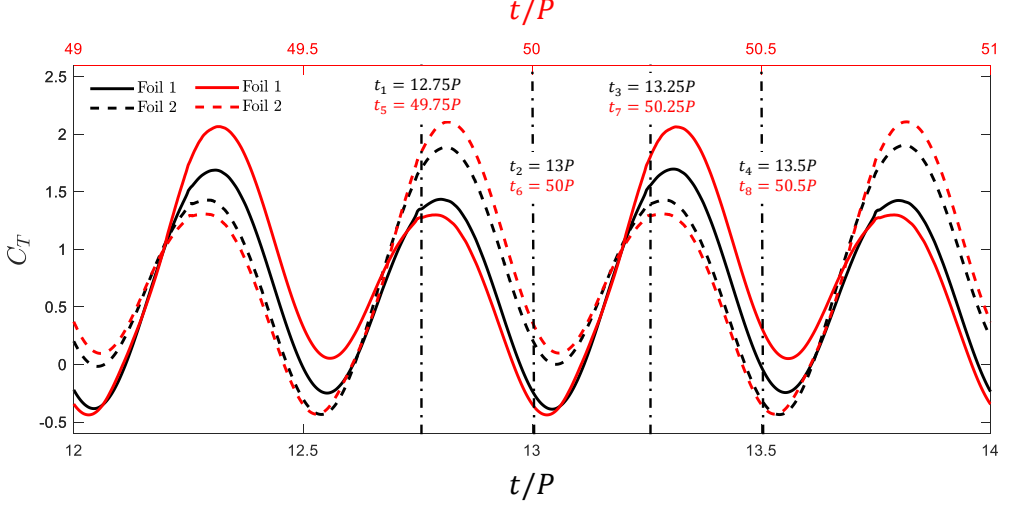 t/P
49 49.5 50 50.5 51
Foil 1 Foil 1
Foil 2 Foil 2
t₁ = 12.75P
t₅ = 49.75P
t₃ = 13.25P
t₇ = 50.25P
t₂ = 13P
t₆ = 50P
t₄ = 13.5P
t₈ = 50.5P
2.5
2
1.5
1
0.5
0
-0.5
C_T
12 12.5 13 13.5 14
t/P